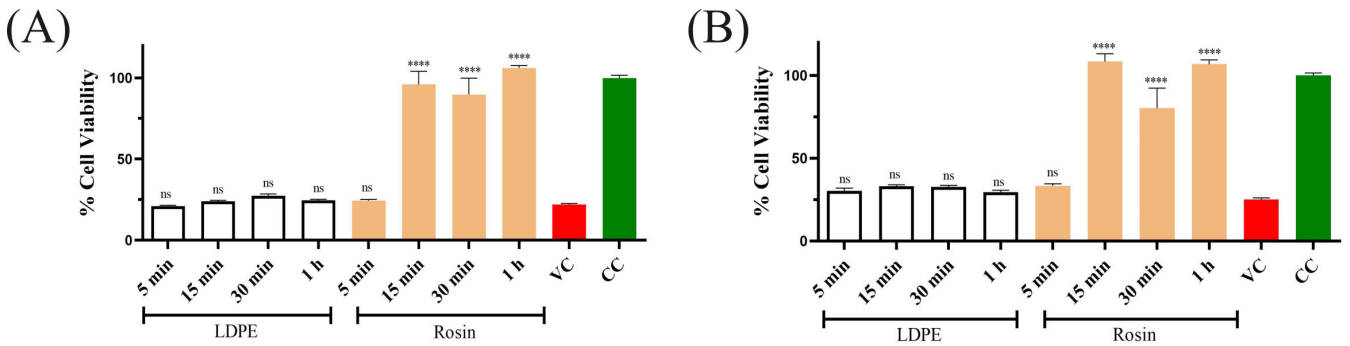 (A)
% Cell Viability
100
50
0
ns ns ns ns ns **** **** **** 
5 min 15 min 30 min 1 h 5 min 15 min 30 min 1 h VC CC
LDPE Rosin
(B)
% Cell Viability
100
50
0
ns ns ns ns ns **** **** ****
5 min 15 min 30 min 1 h 5 min 15 min 30 min 1 h VC CC
LDPE Rosin